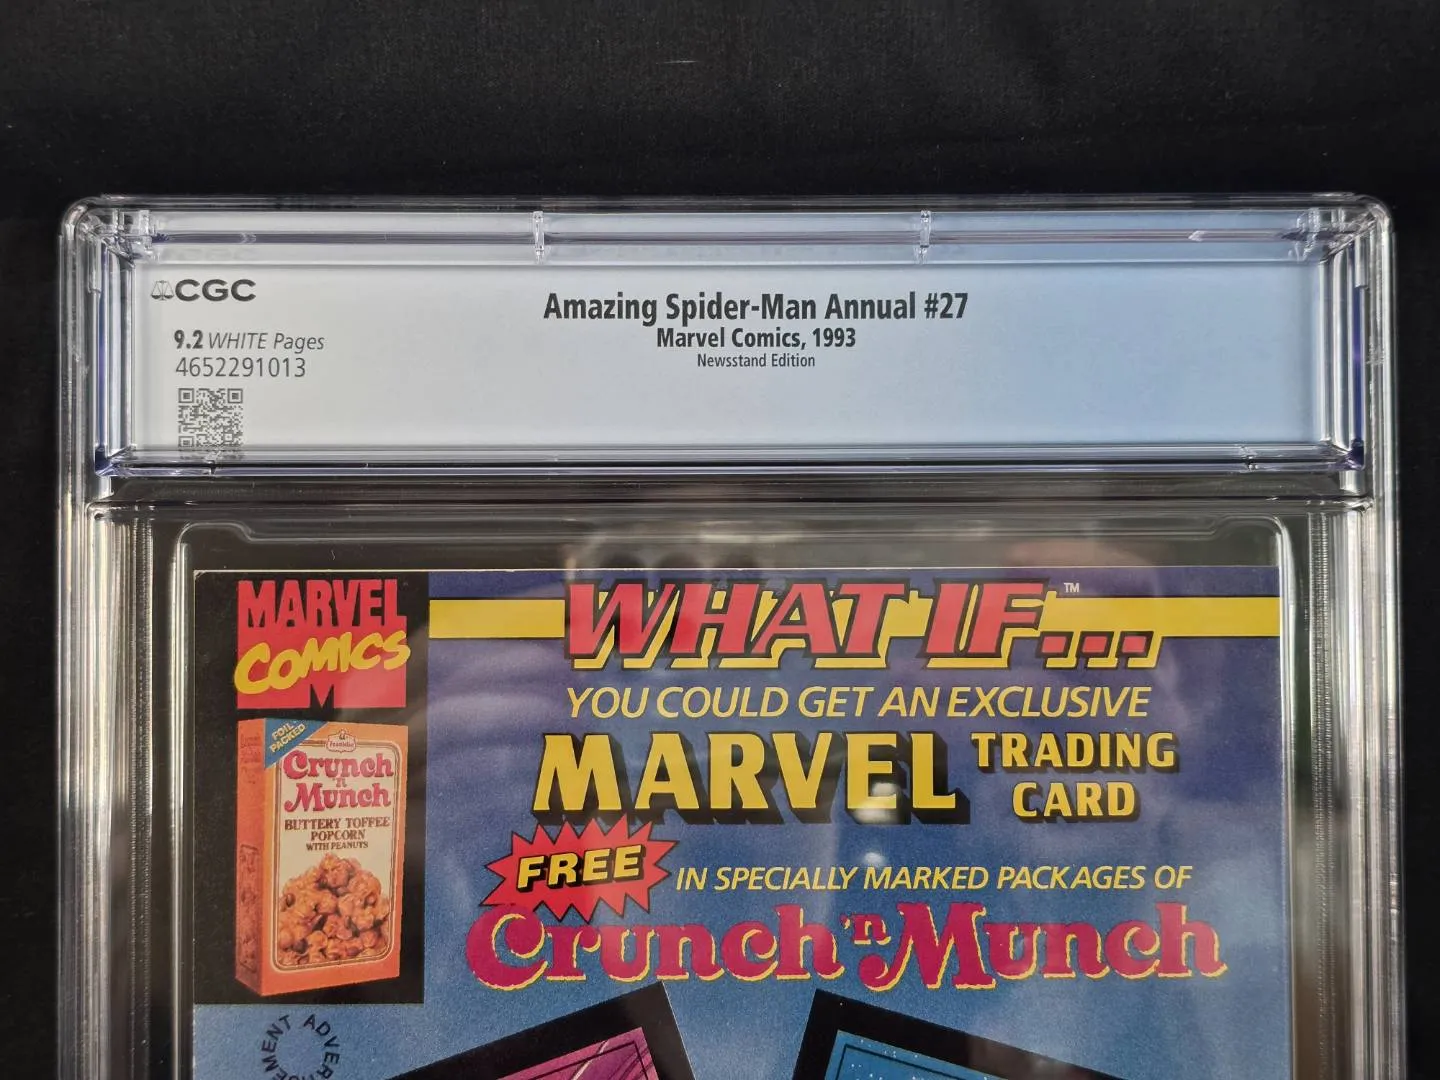 CGC
Amazing Spider-Man Annual #27
Marvel Comics, 1993
Newsstand Edition
9.2 WHITE Pages
4652291013
MARVEL
COMICS
M
WHAT IF...™
YOU COULD GET AN EXCLUSIVE
MARVEL TRADING
CARD
FREE IN SPECIALLY MARKED PACKAGES OF
Crunch 'n Munch
FOIL
PACKED
Franklin
Crunch
'n
Munch
BUTTERY TOFFEE
POPCORN
WITH PEANUTS